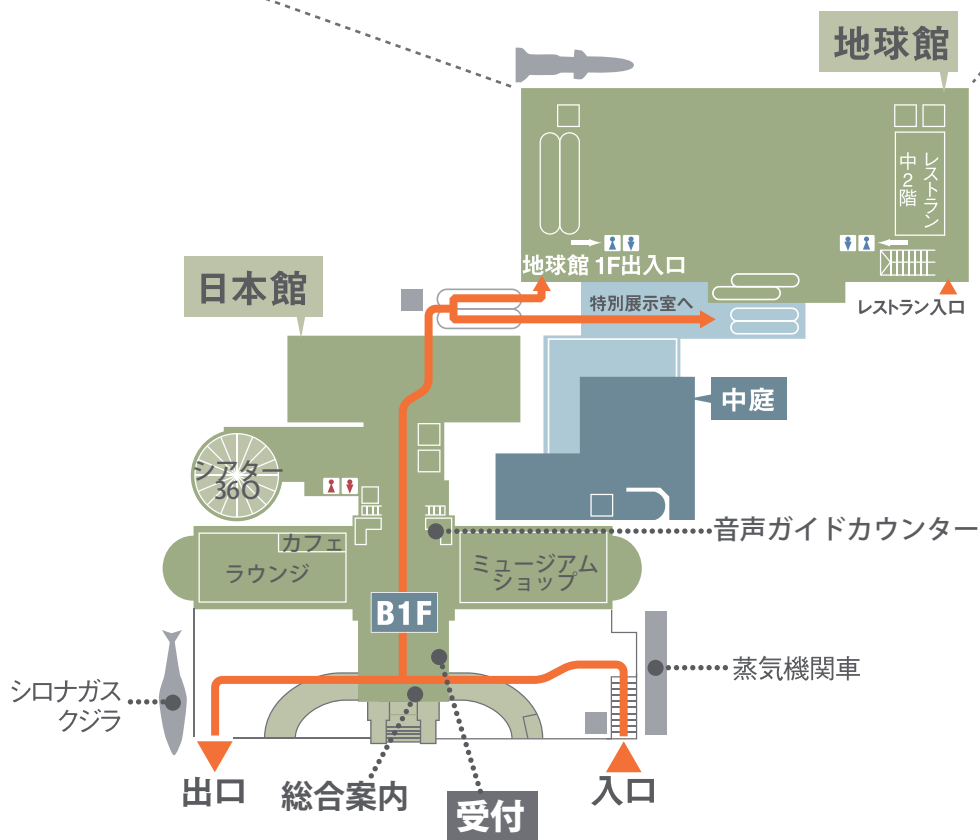 地球館
レストラン
中2階
地球館 1F出入口
日本館
特別展示室へ
レストラン入口
中庭
シアター
360
音声ガイドカウンター
カフェ
ラウンジ
ミュージアム
ショップ
B1F
シロナガス
クジラ
蒸気機関車
出口
総合案内
受付
入口